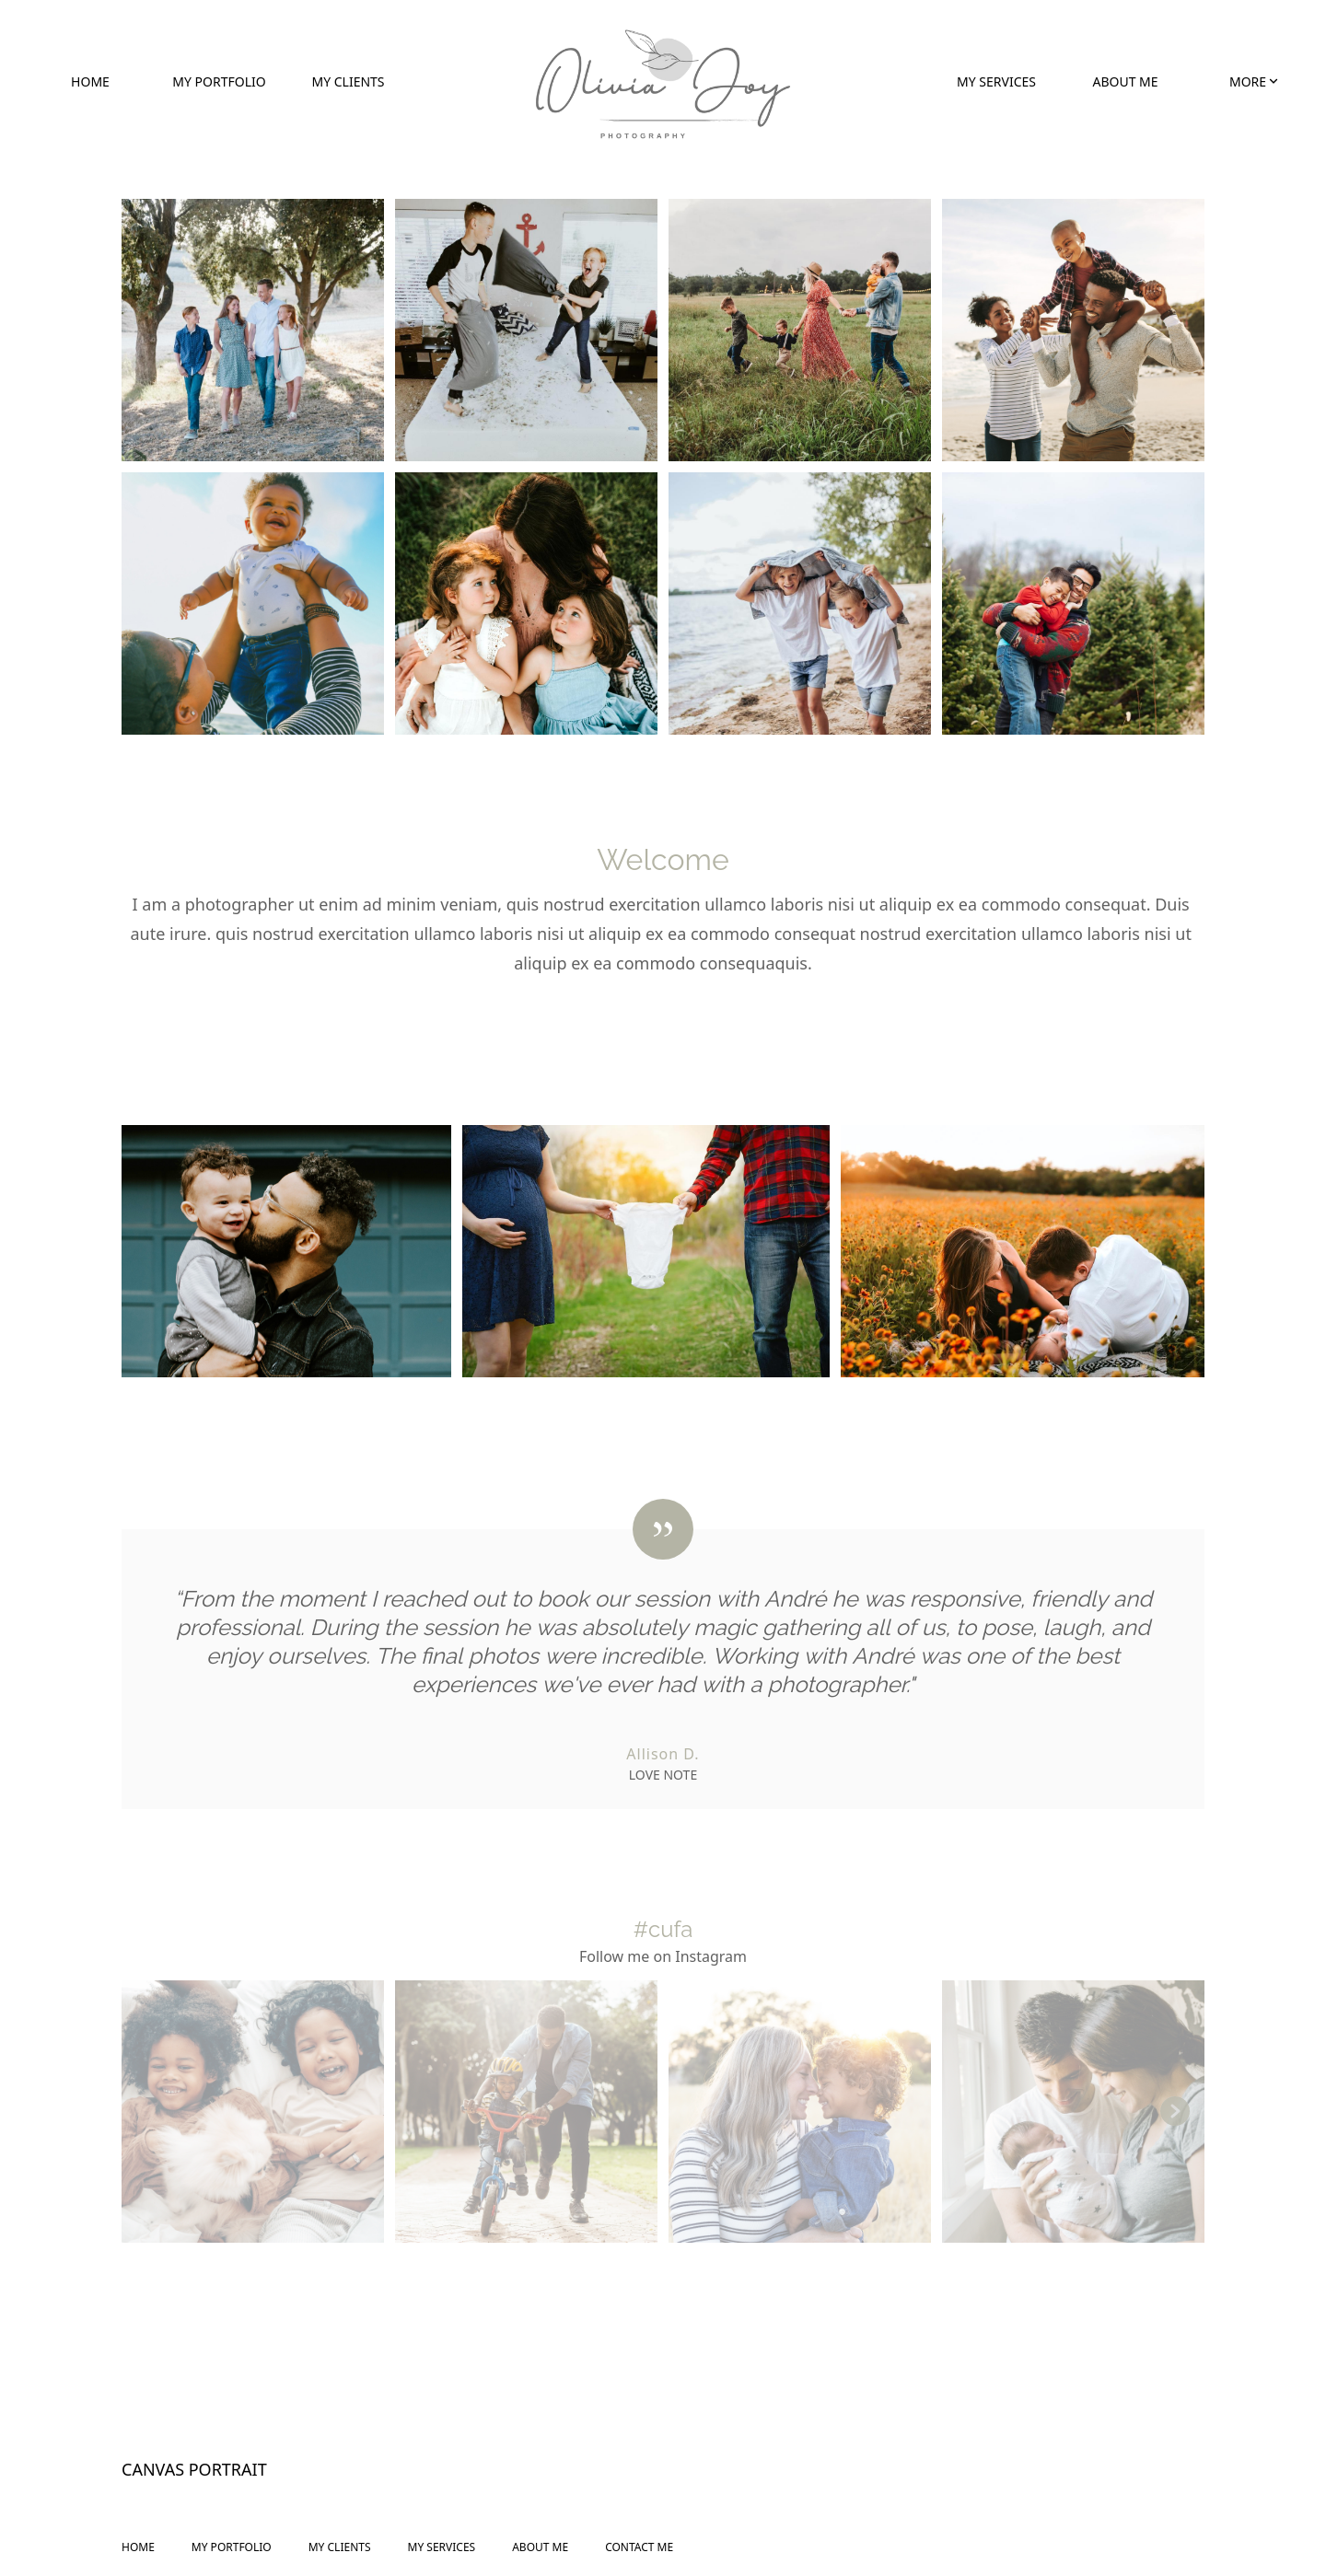 HOME MY PORTFOLIO MY CLIENTS Olivia Joy MY SERVICES ABOUT ME MORE
PHOTOGRAPHY
Welcome
I am a photographer ut enim ad minim veniam, quis nostrud exercitation ullamco laboris nisi ut aliquip ex ea commodo consequat. Duis
aute irure. quis nostrud exercitation ullamco laboris nisi ut aliquip ex ea commodo consequat nostrud exercitation ullamco laboris nisi ut
aliquip ex ea commodo consequaquis.
”
“From the moment I reached out to book our session with André he was responsive, friendly and
professional. During the session he was absolutely magic gathering all of us, to pose, laugh, and
enjoy ourselves. The final photos were incredible. Working with André was one of the best
experiences we've ever had with a photographer."
Allison D.
LOVE NOTE
#cufa
Follow me on Instagram
CANVAS PORTRAIT
HOME MY PORTFOLIO MY CLIENTS MY SERVICES ABOUT ME CONTACT ME